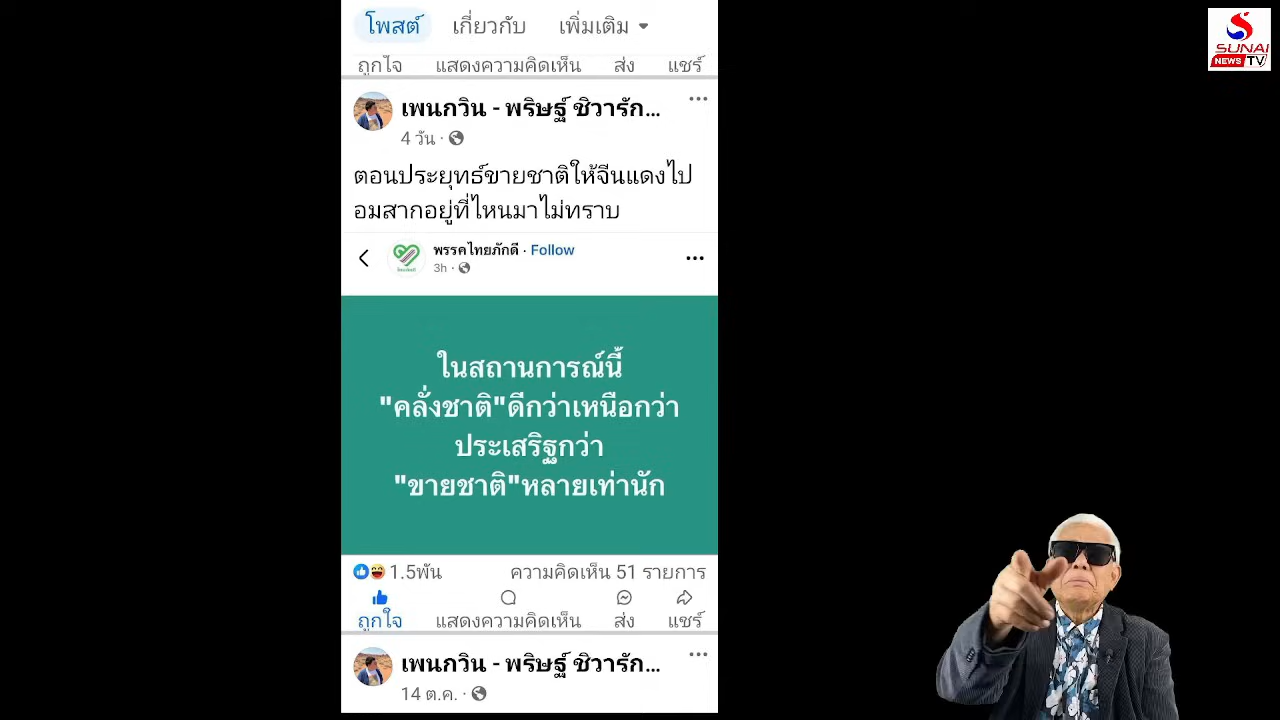 โพสต์ เกี่ยวกับ เพิ่มเติม
ถูกใจ แสดงความคิดเห็น ส่ง แชร์
SUNAI
NEWS TV
เพนกวิน - พริษฐ์ ชิวารัก...
4 วัน ·
ตอนประยุทธ์ขายชาติให้จีนแดงไป
อมสากอยู่ที่ไหนมาไม่ทราบ
พรรคไทยภักดี · Follow
3h ·
ในสถานการณ์นี้
"คลั่งชาติ"ดีกว่าเหนือกว่า
ประเสริฐกว่า
"ขายชาติ"หลายเท่านัก
1.5พัน ความคิดเห็น 51 รายการ
ถูกใจ แสดงความคิดเห็น ส่ง แชร์
เพนกวิน - พริษฐ์ ชิวารัก...
14 ต.ค. ·